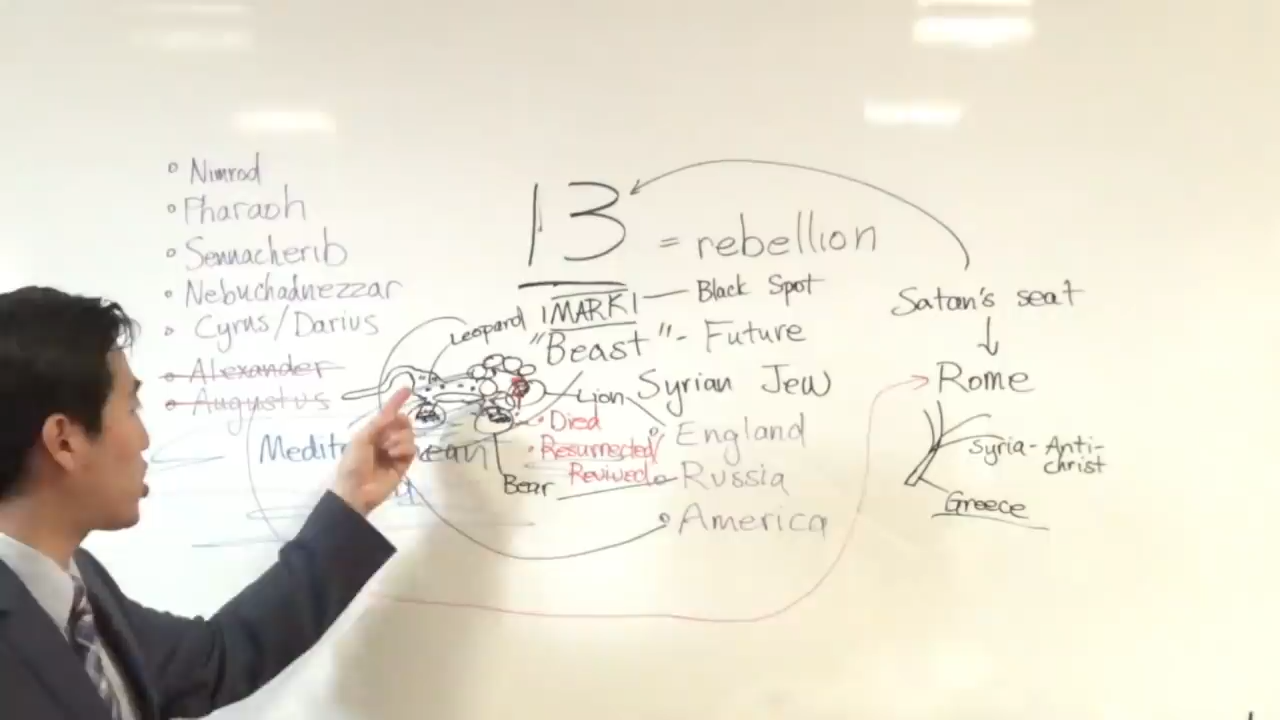 • Nimrod
• Pharaoh
• Sennacherib
• Nebuchadnezzar
• Cyrus/Darius
• Alexander
• Augustus
13
= rebellion
MARK — Black Spot
Leopard
"Beast" - Future
Lion
Syrian Jew
• Died
• Resurrected/
Revived
Bear
England
Russia
America
Satan's seat
Rome
Syria - Anti-
christ
Greece